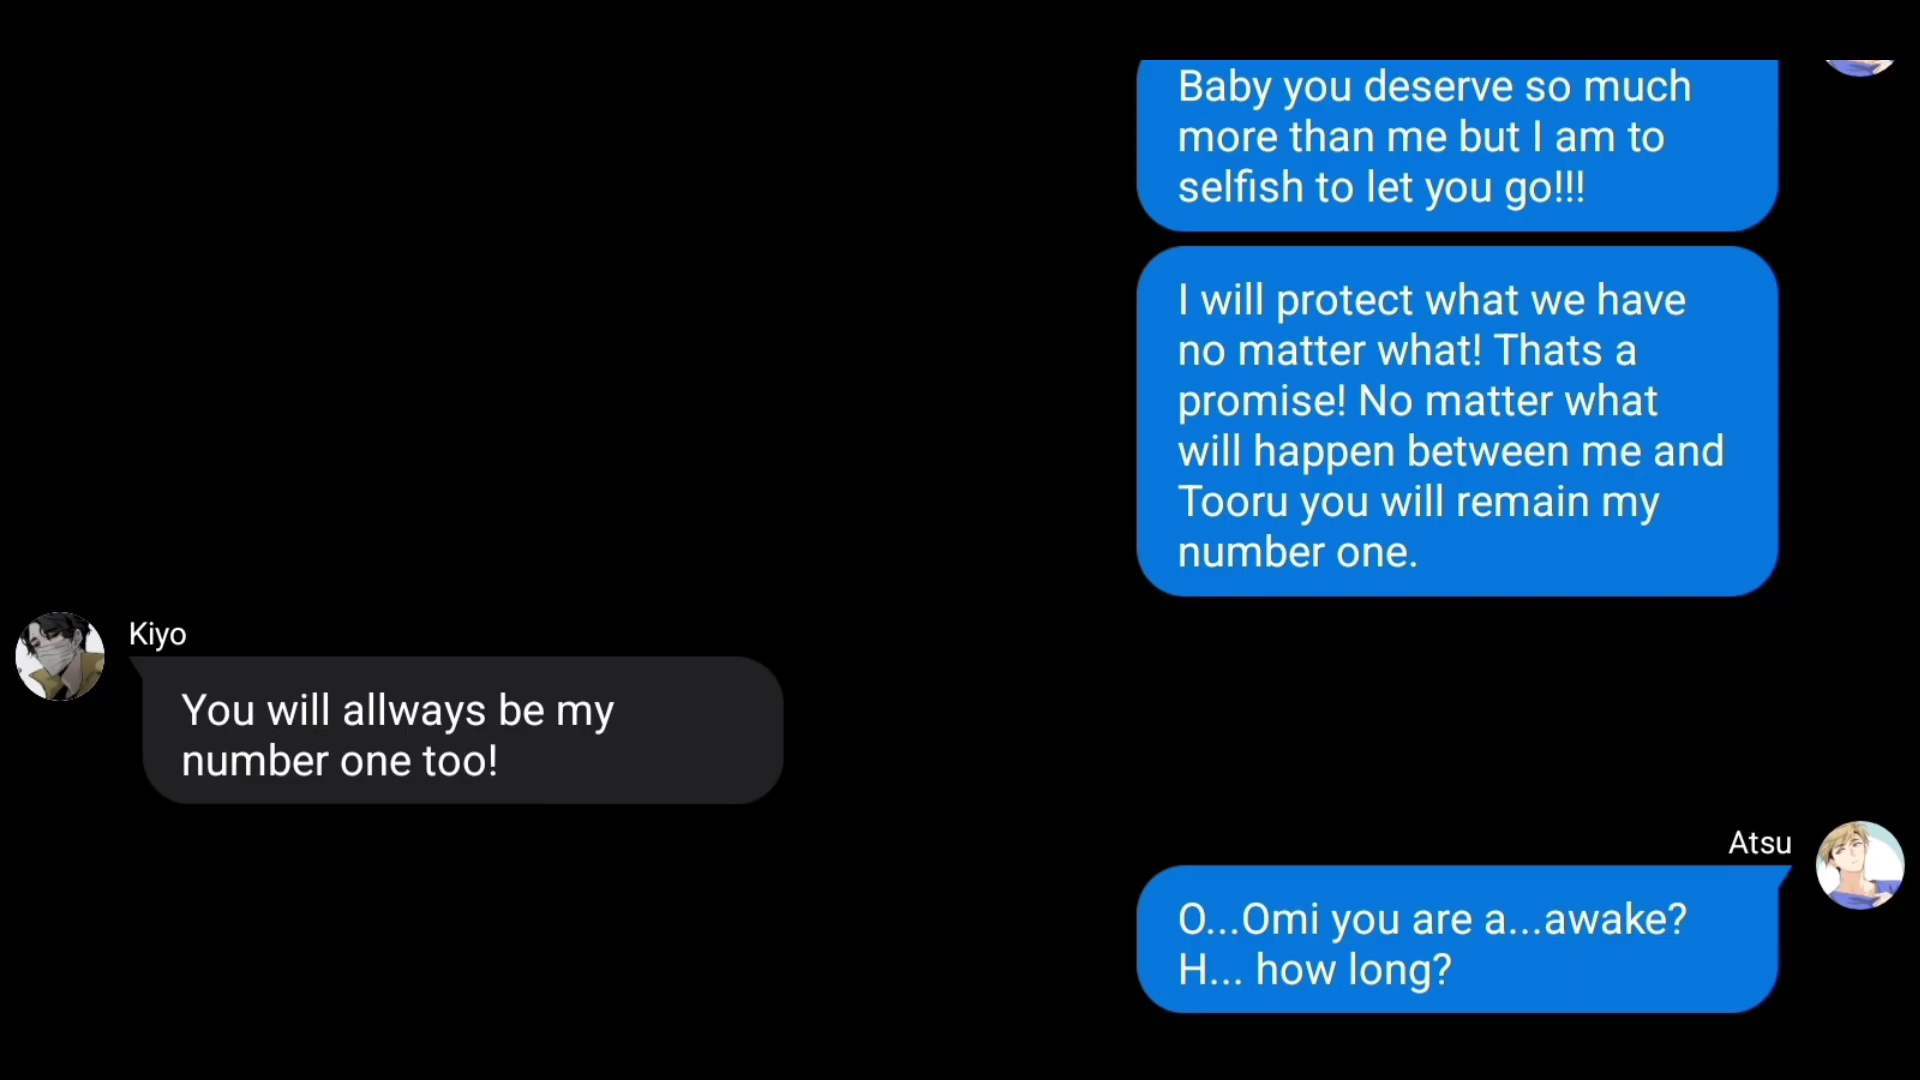 Baby you deserve so much
more than me but I am to
selfish to let you go!!!
I will protect what we have
no matter what! Thats a
promise! No matter what
will happen between me and
Tooru you will remain my
number one.
Kiyo
You will allways be my
number one too!
Atsu
O...Omi you are a...awake?
H... how long?